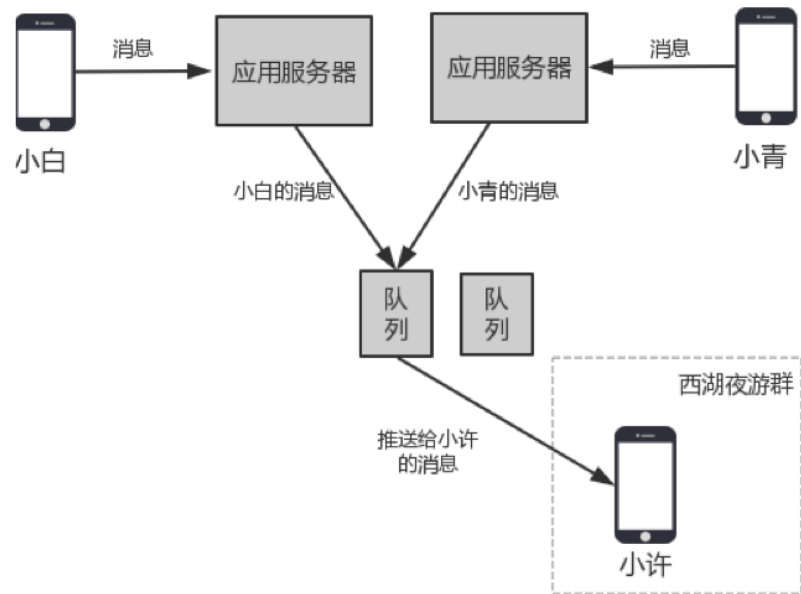 消息
消息
应用服务器
应用服务器
小白
小青
小白的消息
小青的消息
队
列
队
列
西湖夜游群
推送给小许
的消息
小许